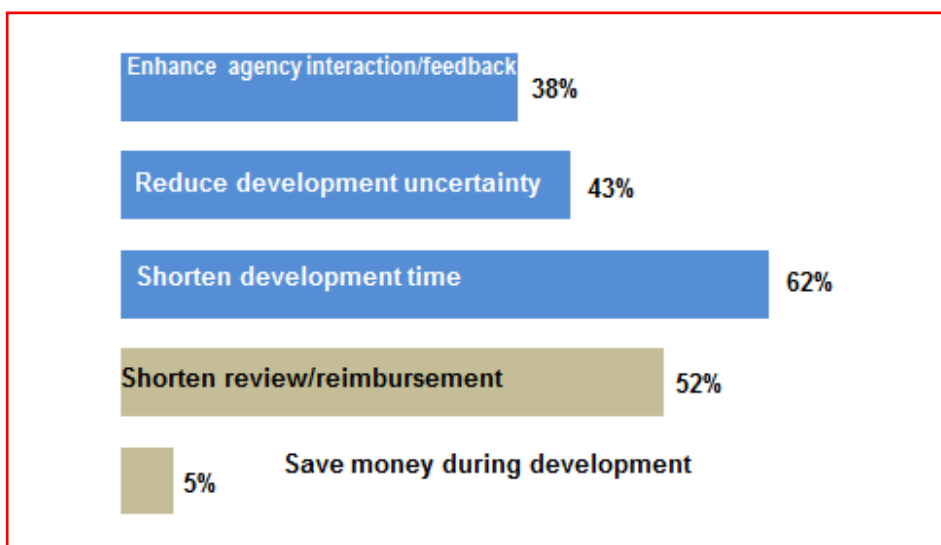 Enhance agency interaction/feedback
38%
Reduce development uncertainty
43%
Shorten development time
62%
Shorten review/reimbursement
52%
5%
Save money during development